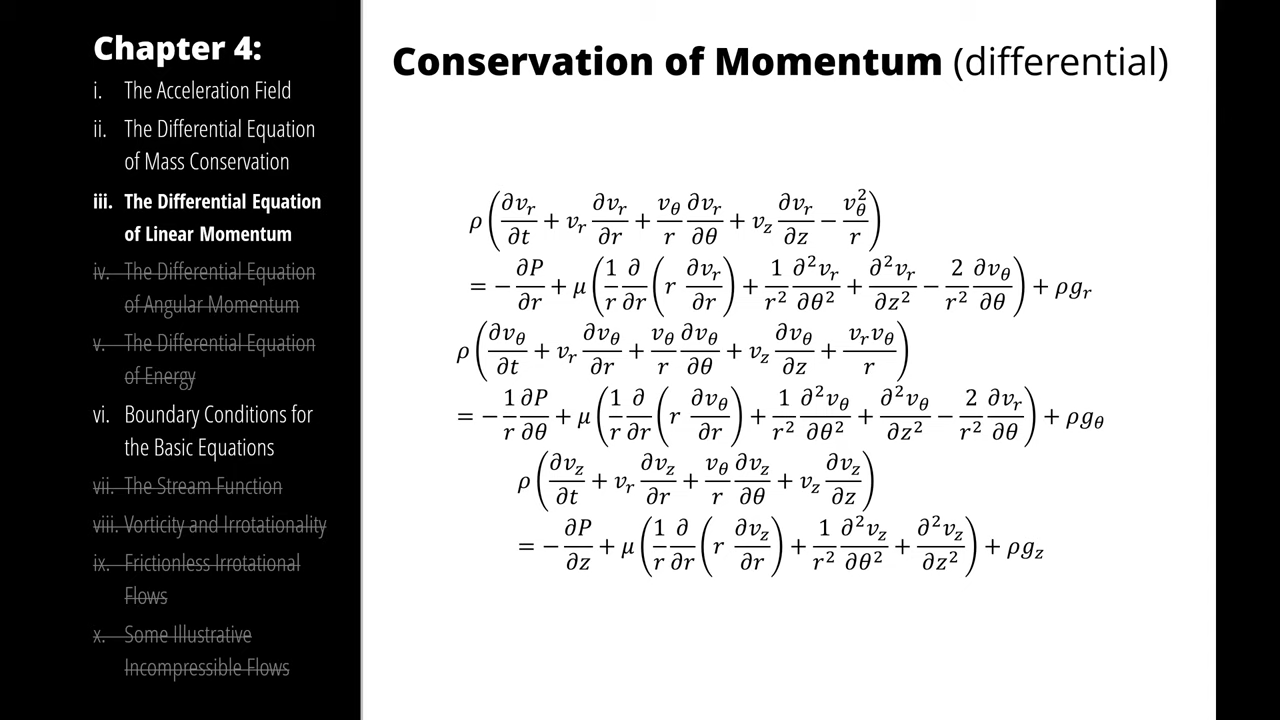 Chapter 4:
i. The Acceleration Field
ii. The Differential Equation
of Mass Conservation
iii. The Differential Equation
of Linear Momentum
iv. The Differential Equation
of Angular Momentum
v. The Differential Equation
of Energy
vi. Boundary Conditions for
the Basic Equations
vii. The Stream Function
viii. Vorticity and Irrotationality
ix. Frictionless Irrotational
Flows
x. Some Illustrative
Incompressible Flows
Conservation of Momentum (differential)
ρ(∂v_r/∂t + v_r ∂v_r/∂r + v_θ/r ∂v_r/∂θ + v_z ∂v_r/∂z − v_θ²/r)
= −∂P/∂r + μ(1/r ∂/∂r(r ∂v_r/∂r) + 1/r² ∂²v_r/∂θ² + ∂²v_r/∂z² − 2/r² ∂v_θ/∂θ) + ρg_r
ρ(∂v_θ/∂t + v_r ∂v_θ/∂r + v_θ/r ∂v_θ/∂θ + v_z ∂v_θ/∂z + v_r v_θ/r)
= −1/r ∂P/∂θ + μ(1/r ∂/∂r(r ∂v_θ/∂r) + 1/r² ∂²v_θ/∂θ² + ∂²v_θ/∂z² − 2/r² ∂v_r/∂θ) + ρg_θ
ρ(∂v_z/∂t + v_r ∂v_z/∂r + v_θ/r ∂v_z/∂θ + v_z ∂v_z/∂z)
= −∂P/∂z + μ(1/r ∂/∂r(r ∂v_z/∂r) + 1/r² ∂²v_z/∂θ² + ∂²v_z/∂z²) + ρg_z